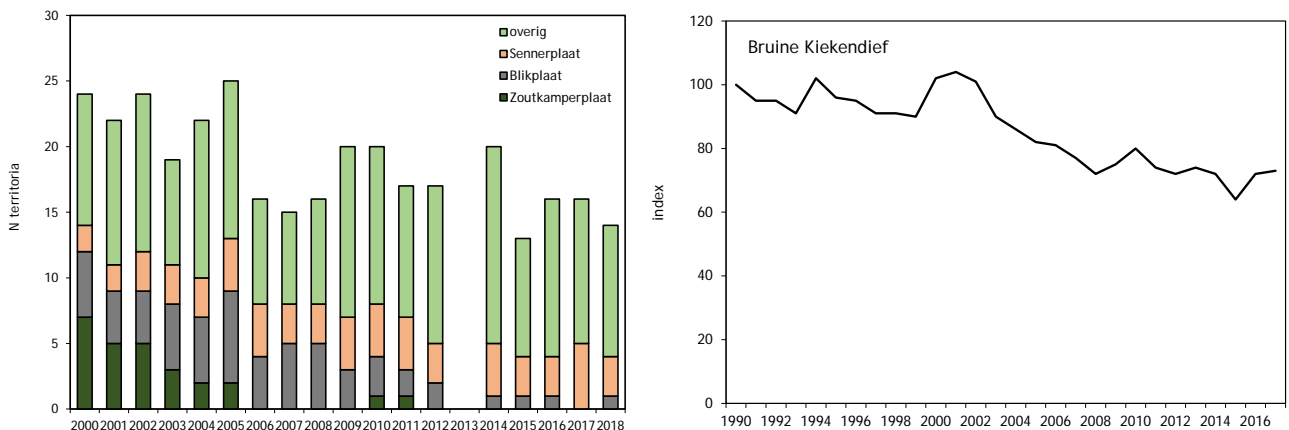 30
25
20
15
10
5
0
N territoria
overig
Sennerplaat
Blikplaat
Zoutkamperplaat
2000 2001 2002 2003 2004 2005 2006 2007 2008 2009 2010 2011 2012 2013 2014 2015 2016 2017 2018
120
100
80
60
40
20
0
index
Bruine Kiekendief
1990 1992 1994 1996 1998 2000 2002 2004 2006 2008 2010 2012 2014 2016